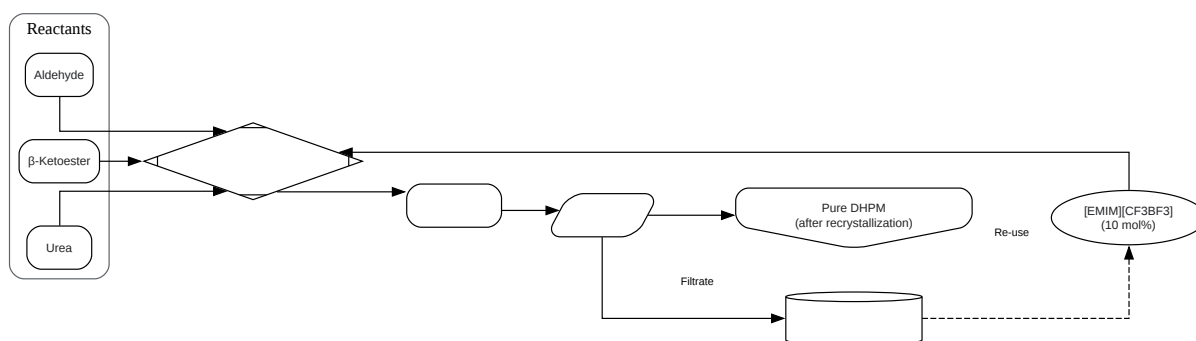 Reactants
Aldehyde
β-Ketoester
Urea
Pure DHPM
(after recrystallization)
Filtrate
Re-use
[EMIM][CF3BF3]
(10 mol%)